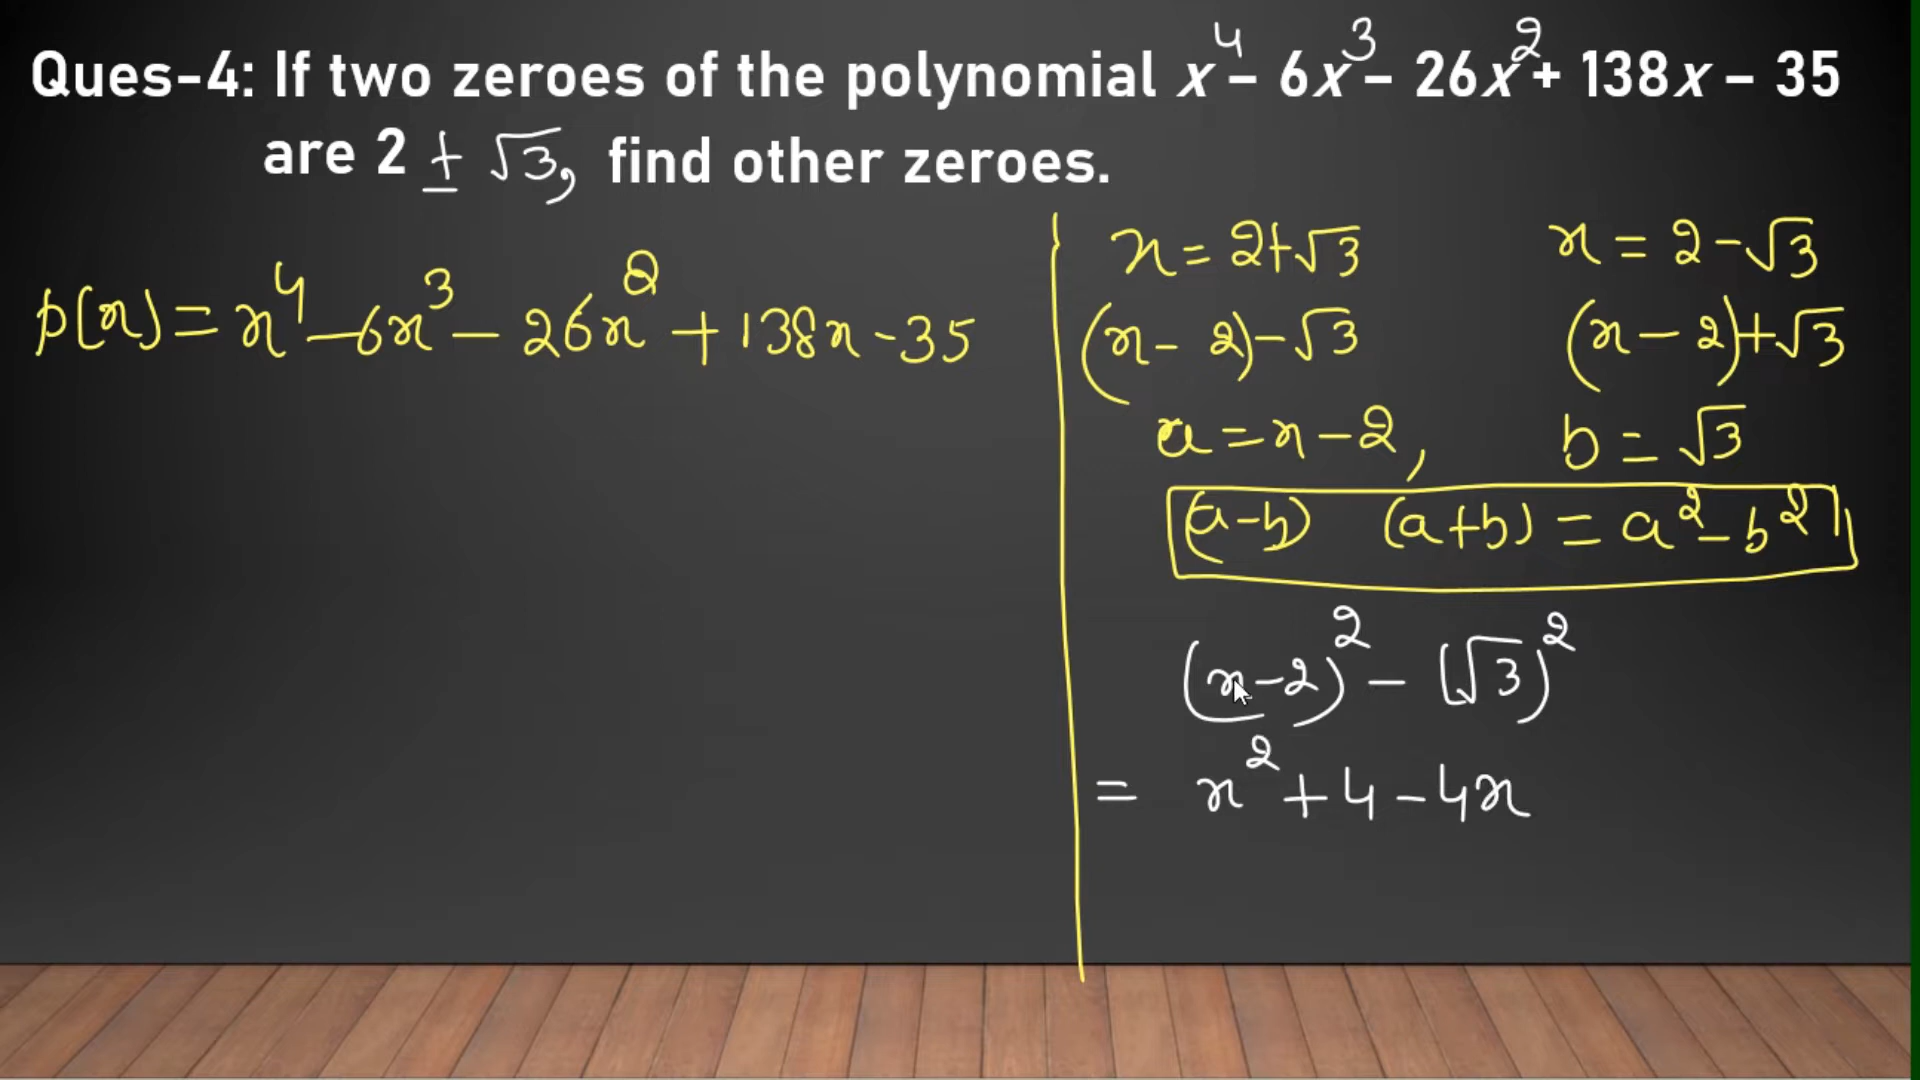 Ques-4: If two zeroes of the polynomial x⁴ – 6x³ – 26x² + 138x – 35
are 2 ± √3, find other zeroes.
p(x) = x⁴ – 6x³ – 26x² + 138x – 35
x = 2+√3 x = 2–√3
(x – 2)–√3 (x – 2)+√3
a = x – 2, b = √3
(a–b) (a+b) = a² – b²
(x–2)² – (√3)²
= x² + 4 – 4x